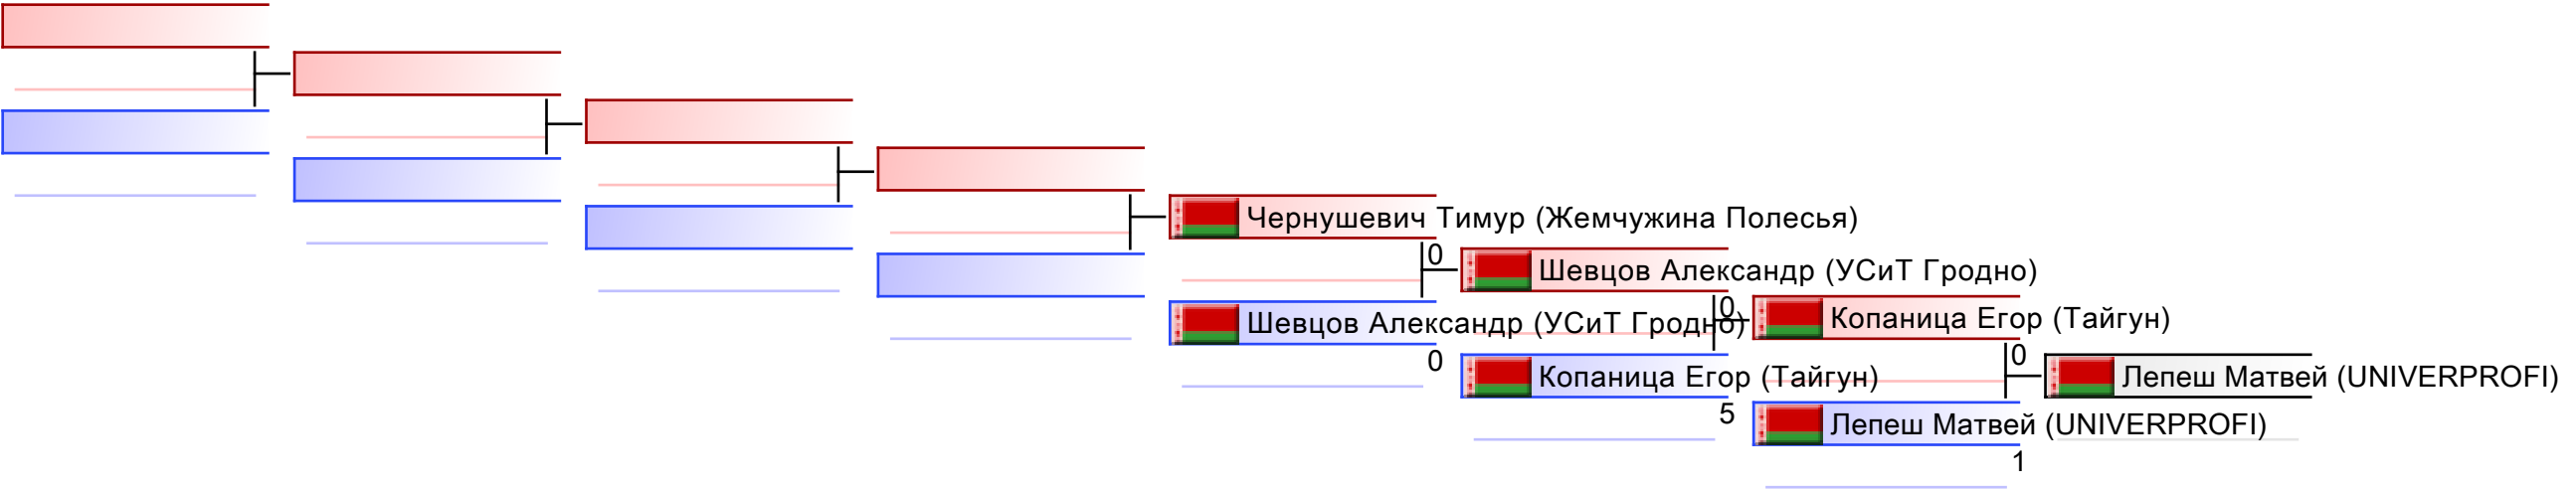 Чернушевич Тимур (Жемчужина Полесья)
0
Шевцов Александр (УСиТ Гродно)
0
Шевцов Александр (УСиТ Гродно)
Копаница Егор (Тайгун)
0
0
Копаница Егор (Тайгун)
Лепеш Матвей (UNIVERPROFI)
5
Лепеш Матвей (UNIVERPROFI)
1